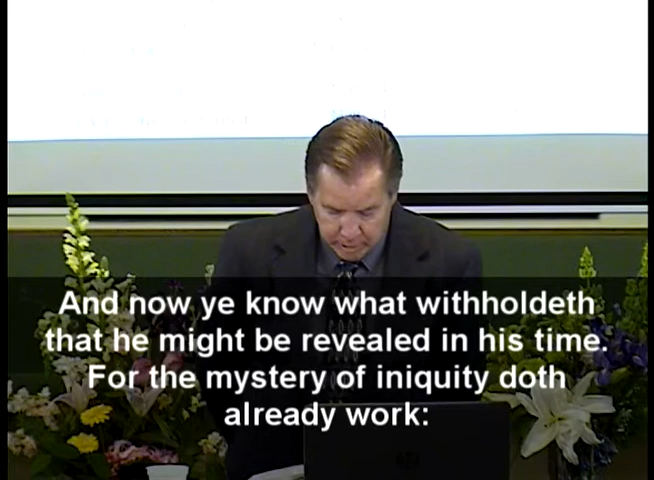 And now ye know what withholdeth
that he might be revealed in his time.
For the mystery of iniquity doth
already work: